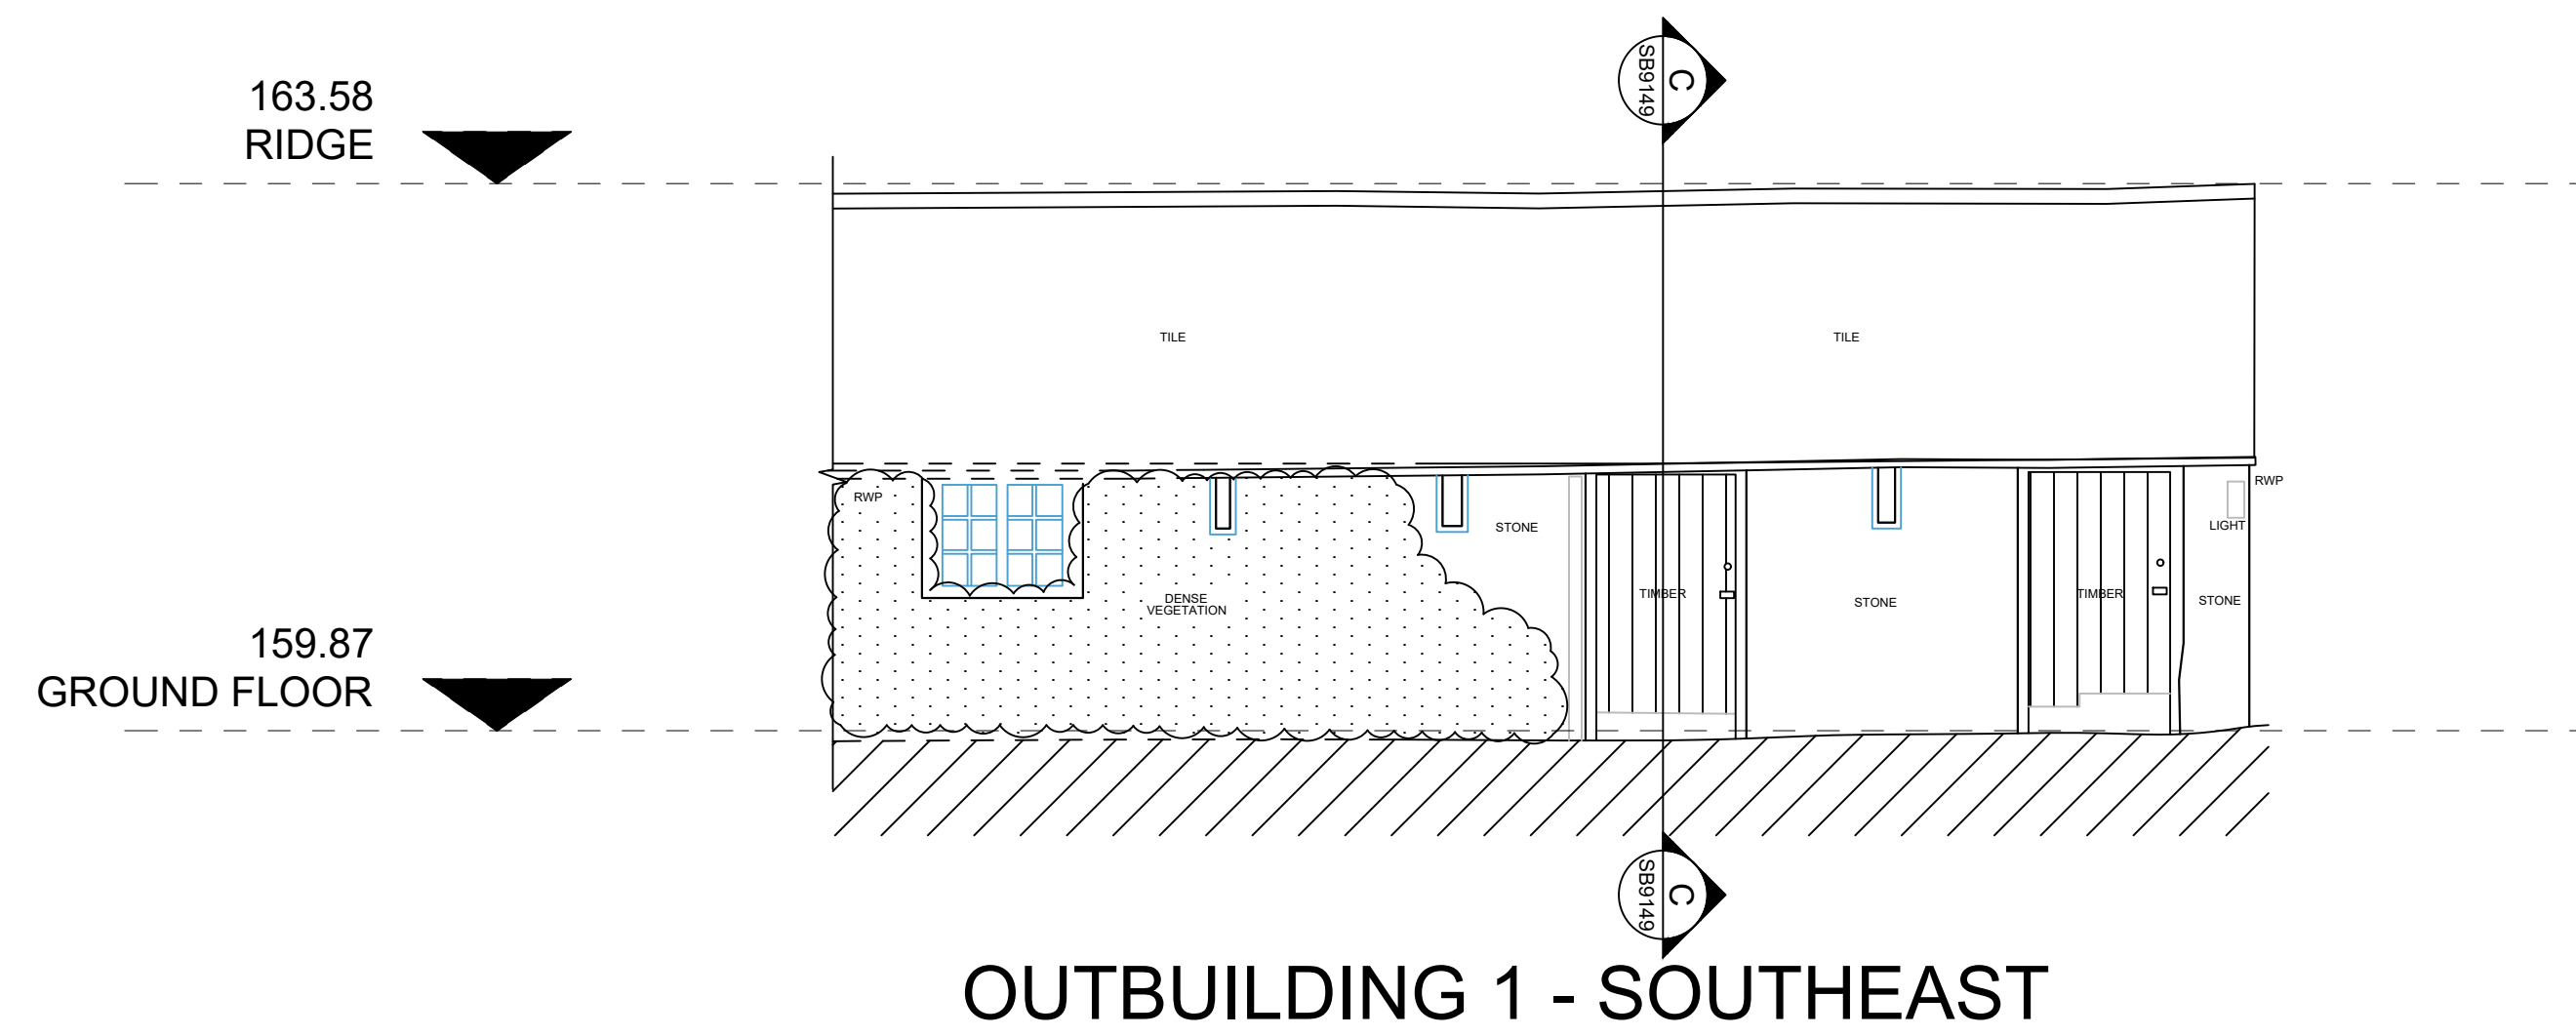 C
SB9149
163.58
RIDGE
TILE
TILE
RWP
RWP
STONE
LIGHT
TIMBER
TIMBER
DENSE
VEGETATION
STONE
STONE
159.87
GROUND FLOOR
C
SB9149
OUTBUILDING 1 - SOUTHEAST